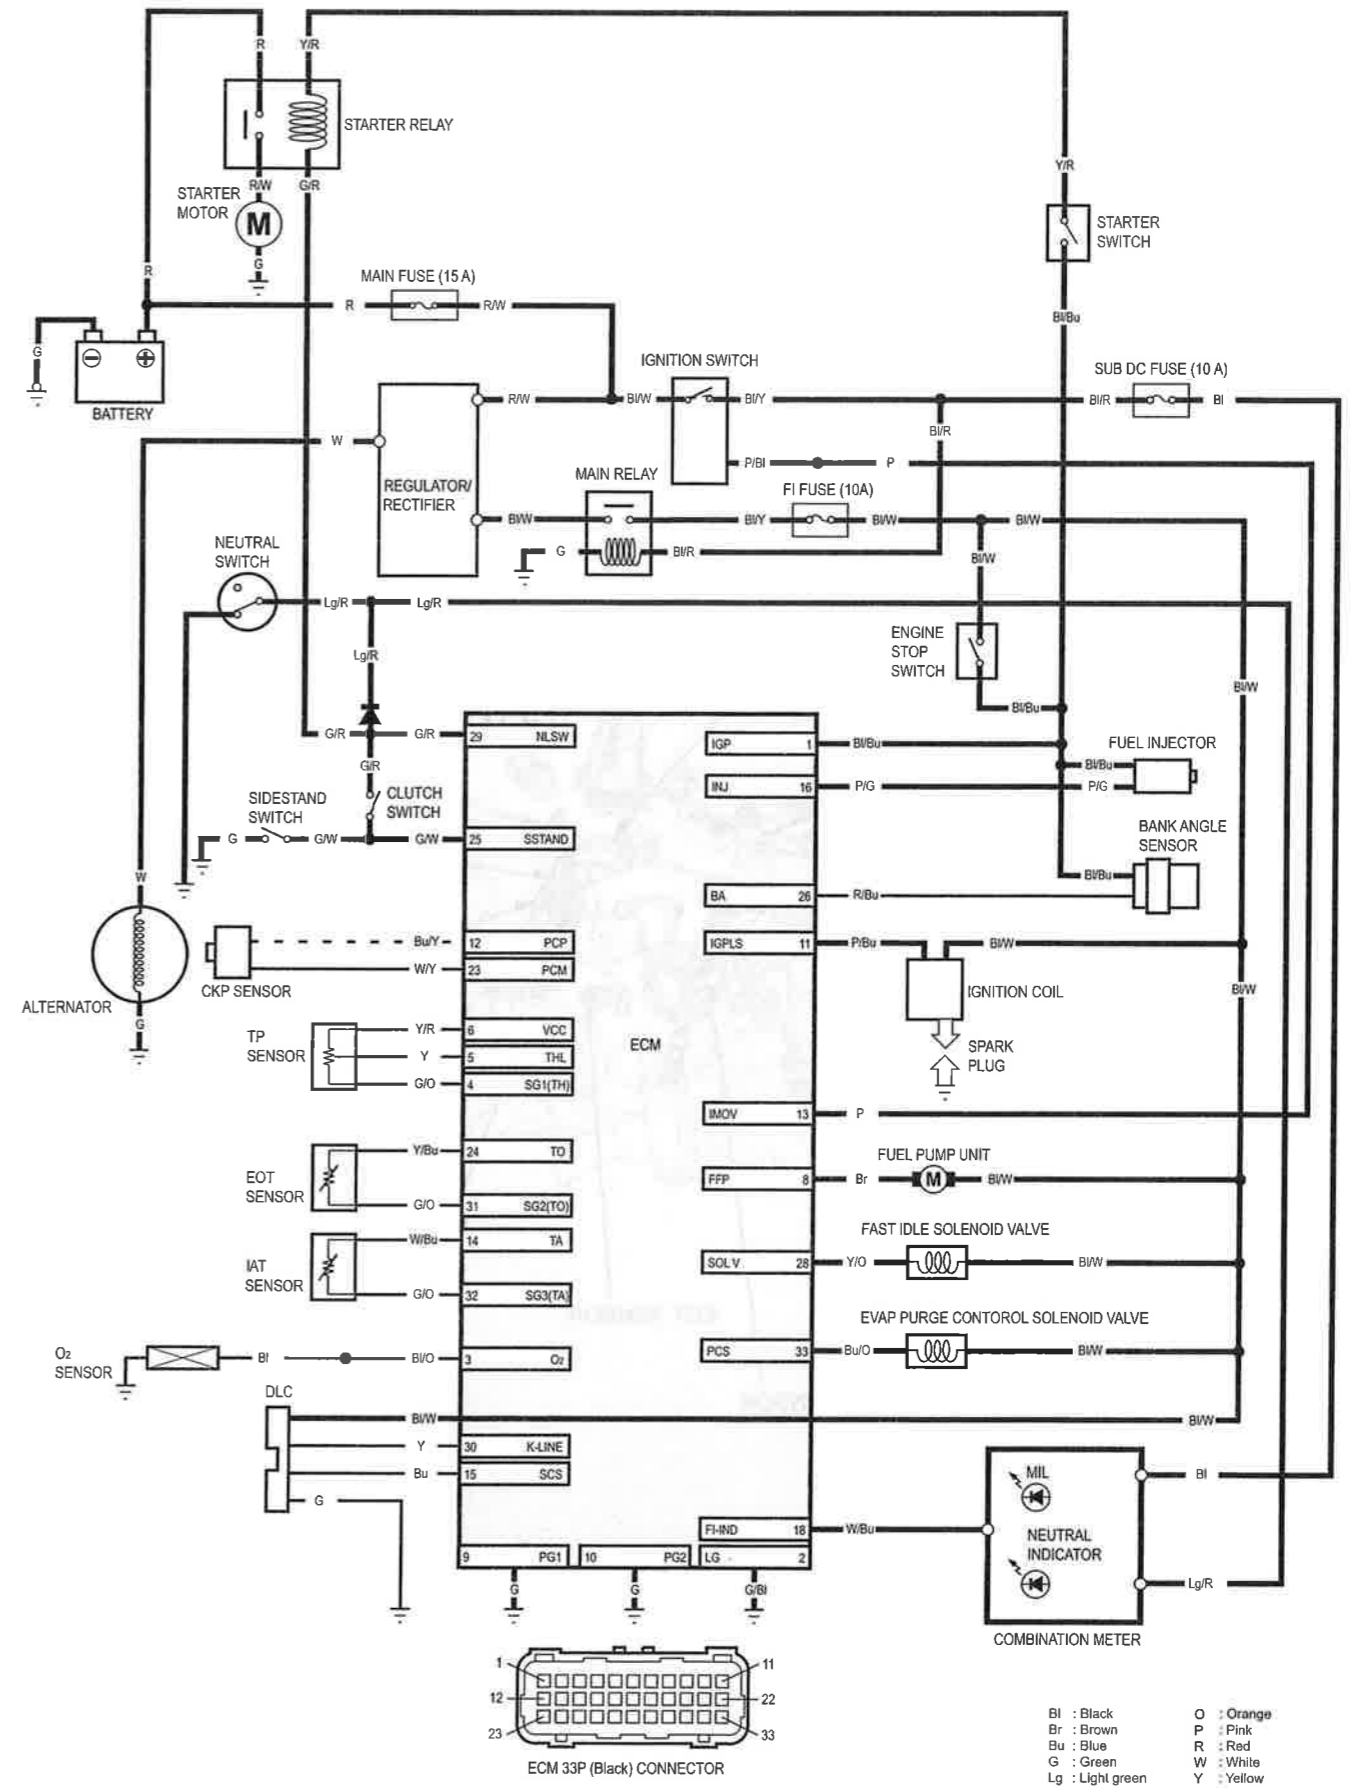 R
Y/R
STARTER RELAY
R/W
G/R
STARTER
MOTOR
M
G
Y/R
STARTER
SWITCH
R
MAIN FUSE (15 A)
R
R/W
Bl/Bu
G
BATTERY
IGNITION SWITCH
SUB DC FUSE (10 A)
R/W
Bl/W
Bl/Y
Bl/R
Bl
Bl/R
W
P/Bl
P
REGULATOR/
RECTIFIER
MAIN RELAY
FI FUSE (10A)
Bl/W
Bl/Y
Bl/W
Bl/W
G
Bl/R
Bl/W
NEUTRAL
SWITCH
Lg/R
Lg/R
ENGINE
STOP
SWITCH
Lg/R
Bl/W
Bl/Bu
G/R
G/R
29 NLSW
IGP 1
Bl/Bu
FUEL INJECTOR
Bl/Bu
G/R
INJ 16
P/G
P/G
CLUTCH
SWITCH
SIDESTAND
SWITCH
G
G/W
G/W
25 SSTAND
BANK ANGLE
SENSOR
W
Bl/Bu
BA 26
R/Bu
Bu/Y
12 PCP
IGPLS 11
P/Bu
Bl/W
W/Y
23 PCM
CKP SENSOR
IGNITION COIL
Bl/W
ALTERNATOR
G
TP
SENSOR
Y/R
6 VCC
Y
5 THL
G/O
4 SG1(TH)
ECM
SPARK
PLUG
IMOV 13
P
EOT
SENSOR
Y/Bu
24 TO
G/O
31 SG2(TO)
FUEL PUMP UNIT
FFP 8
Br
M
Bl/W
IAT
SENSOR
W/Bu
14 TA
G/O
32 SG3(TA)
FAST IDLE SOLENOID VALVE
SOL V 28
Y/O
Bl/W
EVAP PURGE CONTOROL SOLENOID VALVE
PCS 33
Bu/O
Bl/W
O2
SENSOR
Bl
Bl/O
3 O2
DLC
Bl/W
Bl/W
Y
30 K-LINE
Bu
15 SCS
G
MIL
Bl
FI-IND 18
W/Bu
NEUTRAL
INDICATOR
Lg/R
9 PG1
10 PG2
LG 2
G
G
G/Bl
COMBINATION METER
1
11
12
22
23
33
ECM 33P (Black) CONNECTOR
Bl : Black
Br : Brown
Bu : Blue
G : Green
Lg : Light green
O : Orange
P : Pink
R : Red
W : White
Y : Yellow